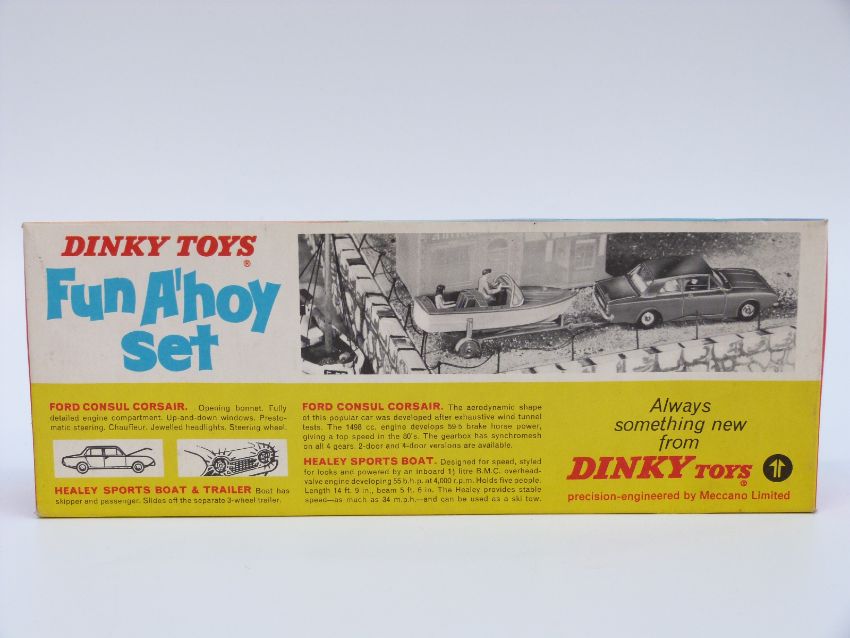 DINKY TOYS®
Fun A'hoy
set
FORD CONSUL CORSAIR. Opening bonnet. Fully
detailed engine compartment. Up-and-down windows. Presto-
matic steering. Chauffeur. Jewelled headlights. Steering wheel.
HEALEY SPORTS BOAT & TRAILER Boat has
skipper and passenger. Slides off the separate 3-wheel trailer.
FORD CONSUL CORSAIR. The aerodynamic shape
of this popular car was developed after exhaustive wind tunnel
tests. The 1498 cc. engine develops 59·5 brake horse power,
giving a top speed in the 80's. The gearbox has synchromesh
on all 4 gears. 2-door and 4-door versions are available.
HEALEY SPORTS BOAT. Designed for speed, styled
for looks and powered by an inboard 1½ litre B.M.C. overhead-
valve engine developing 55 b.h.p. at 4,000 r.p.m. Holds five people.
Length 14 ft. 9 in., beam 5 ft. 6 in. The Healey provides stable
speed—as much as 34 m.p.h.—and can be used as a ski tow.
Always
something new
from
DINKY TOYS®
precision-engineered by Meccano Limited